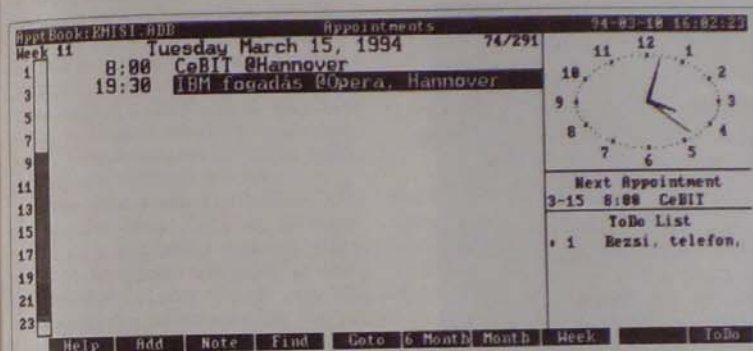 Appt Book:EMISI.ADB Appointments 94-03-10 16:02:23
Week 11 Tuesday March 15, 1994 74/291
8:00 CeBIT @Hannover
19:30 IBM fogadás @Opera, Hannover
1
3
5
7
9
11
13
15
17
19
21
23
12
1
2
3
4
5
6
7
8
9
10
11
Next Appointment
3-15 8:00 CeBIT
ToDo List
1 Bezsi, telefon,
Help Add Note Find Goto 6 Month Month Week ToDo